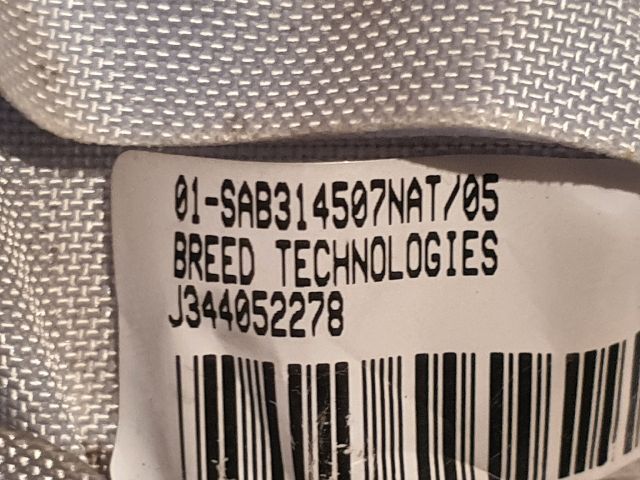 01-SAB314507NAT/05
BREED TECHNOLOGIES
J344052278